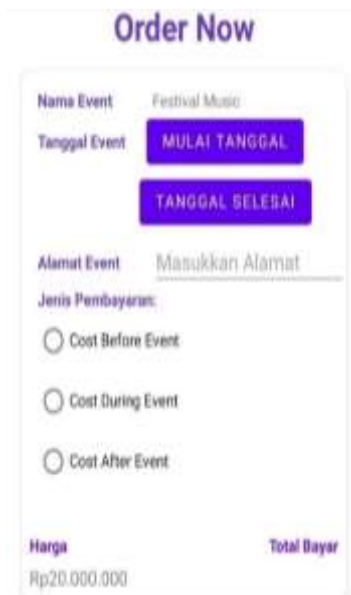 Order Now
Nama Event Festival Music
Tanggal Event MULAI TANGGAL
TANGGAL SELESAI
Alamat Event Masukkan Alamat
Jenis Pembayaran:
Cost Before Event
Cost During Event
Cost After Event
Harga Total Bayar
Rp20.000.000